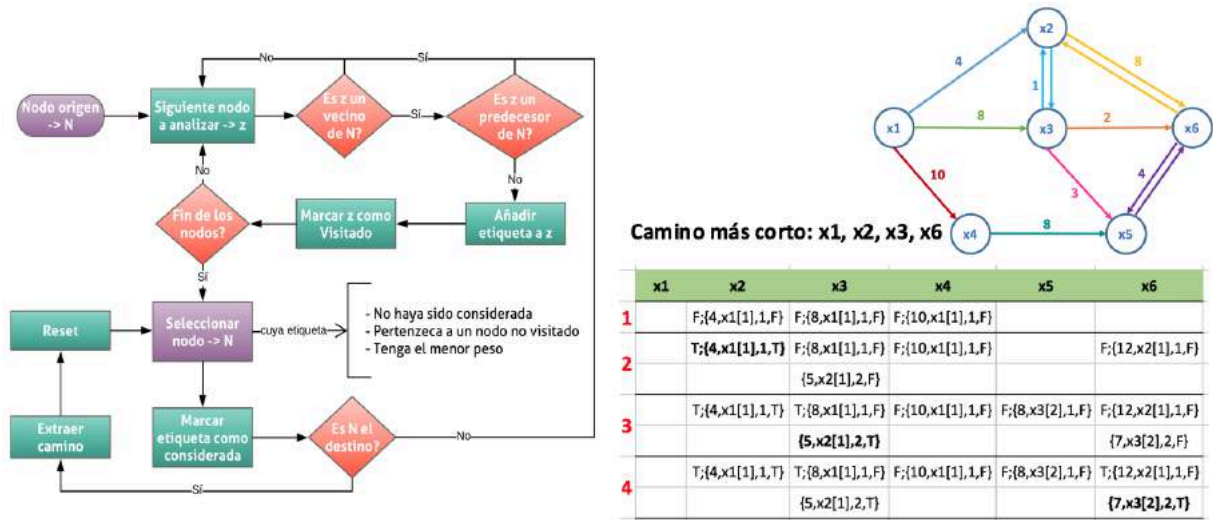 No
Sí
Nodo origen
-> N
Siguiente nodo
a analizar -> z
Es z un
vecino
de N?
Sí
Es z un
predecesor
de N?
No
No
Fin de los
nodos?
Marcar z como
Visitado
Añadir
etiqueta a z
Sí
Reset
Seleccionar
nodo -> N
cuya etiqueta
- No haya sido considerada
- Pertenzeca a un nodo no visitado
- Tenga el menor peso
Extraer
camino
Marcar
etiqueta como
considerada
Es N el
destino?
No
Sí
x2
4
8
1
x1
8
x3
2
x6
10
3
4
x4
8
x5
Camino más corto: x1, x2, x3, x6
x1 x2 x3 x4 x5 x6
1 F;{4,x1[1],1,F} F;{8,x1[1],1,F} F;{10,x1[1],1,F}
2 T;{4,x1[1],1,T} F;{8,x1[1],1,F} F;{10,x1[1],1,F} F;{12,x2[1],1,F}
{5,x2[1],2,F}
3 T;{4,x1[1],1,T} T;{8,x1[1],1,F} F;{10,x1[1],1,F} F;{8,x3[2],1,F} F;{12,x2[1],1,F}
{5,x2[1],2,T} {7,x3[2],2,F}
4 T;{4,x1[1],1,T} T;{8,x1[1],1,F} F;{10,x1[1],1,F} F;{8,x3[2],1,F} T;{12,x2[1],1,F}
{5,x2[1],2,T} {7,x3[2],2,T}